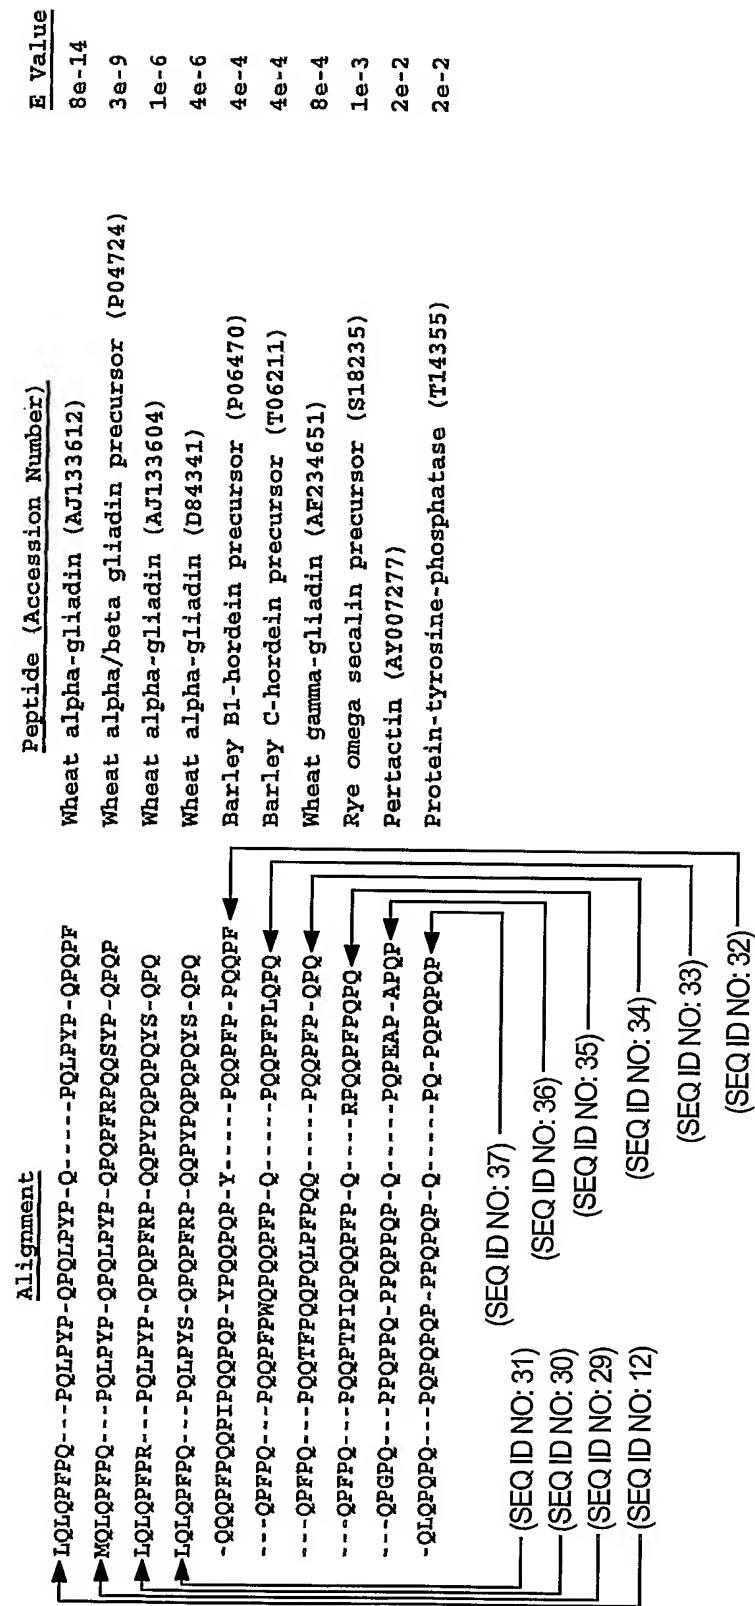 Alignment Peptide (Accession Number) E Value
LQLQPFPQ---PQLPYP-QPQLPYP-Q-----PQLPYP-QPQPF Wheat alpha-gliadin (AJ133612) 8e-14
MQLQPFPQ---PQLPYP-QPQLPYP-QPQPFRPQQSYP-QPQP Wheat alpha/beta gliadin precursor (P04724) 3e-9
LQLQPFPR---PQLPYP-QPQPFRP-QQPYPQPQPQYS-QPQ Wheat alpha-gliadin (AJ133604) 1e-6
LQLQPFPQ---PQLPYS-QPQPFRP-QQPYPQPQPQYS-QPQ Wheat alpha-gliadin (D84341) 4e-6
-QQQPFPQQPIPQQPQP-YPQQPQP-Y-----PQQPFP-PQQPF Barley B1-hordein precursor (P06470) 4e-4
---QPFPQ---PQQPFPWQPQQPFP-Q-----PQQPFPLQPQ Barley C-hordein precursor (T06211) 4e-4
---QPFPQ---PQQTFPQQPQLPFPQQ-----PQQPFP-QPQ Wheat gamma-gliadin (AF234651) 8e-4
---QPFPQ---PQQPTPIQPQQPFP-Q----RPQQPFPQPQ Rye omega secalin precursor (S18235) 1e-3
---QPGPQ---PPQPPQ-PPQPPQP-Q-----PQPEAP-APQP Pertactin (AY007277) 2e-2
-QLQPQPQ---PQPQPQP-PPQPQP-Q-----PQ-PQPQPQP Protein-tyrosine-phosphatase (T14355) 2e-2
(SEQ ID NO: 31)
(SEQ ID NO: 30)
(SEQ ID NO: 29)
(SEQ ID NO: 12)
(SEQ ID NO: 37)
(SEQ ID NO: 36)
(SEQ ID NO: 35)
(SEQ ID NO: 34)
(SEQ ID NO: 33)
(SEQ ID NO: 32)